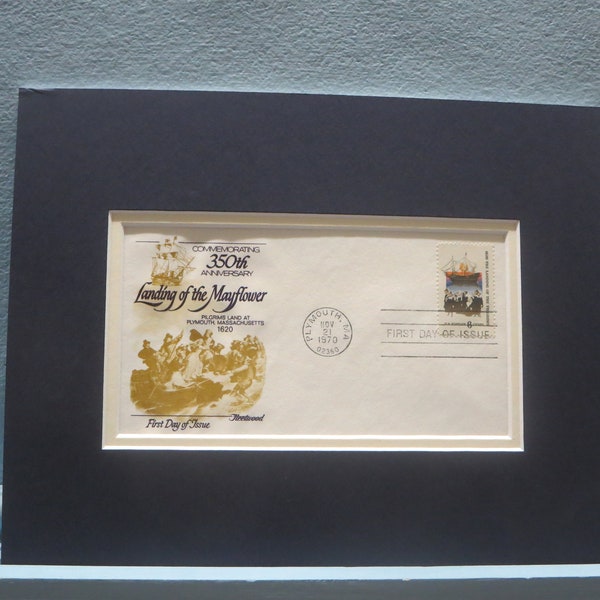 COMMEMORATING
350th
ANNIVERSARY
Landing of the Mayflower
PILGRIMS LAND AT
PLYMOUTH, MASSACHUSETTS
1620
First Day of Issue
Fleetwood
PLYMOUTH, MA
NOV
21
1970
02360
FIRST DAY OF ISSUE